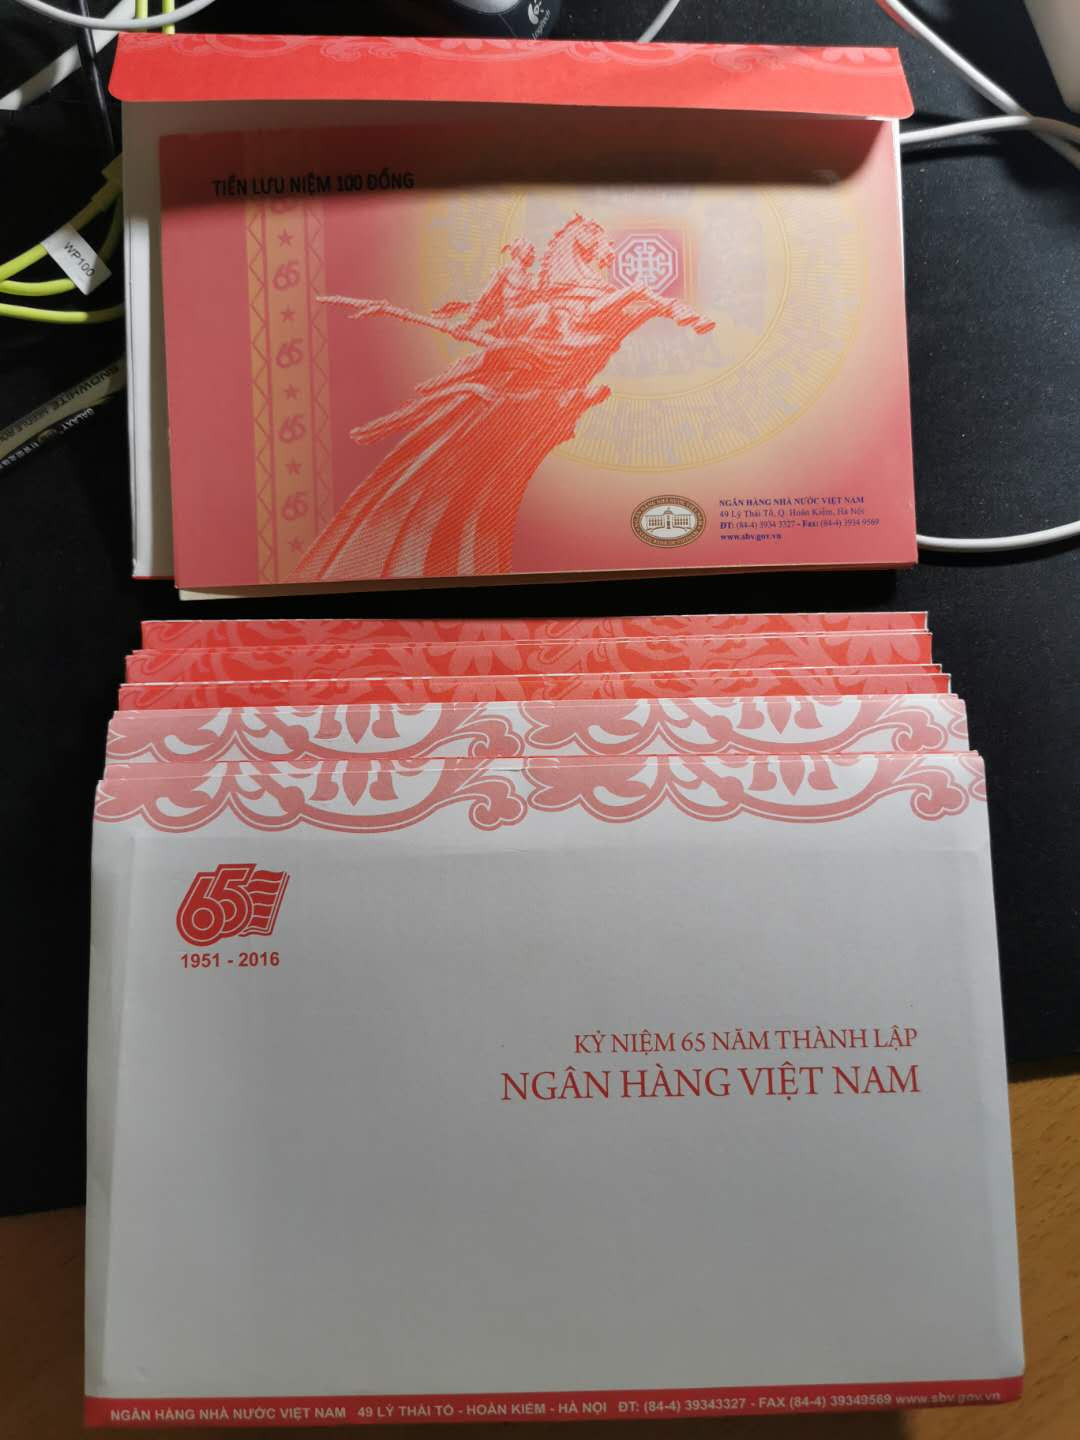 logitech
WP100
TIỀN LƯU NIỆM 100 ĐỒNG
65
65
65
65
65
NGÂN HÀNG NHÀ NƯỚC VIỆT NAM
49 Lý Thái Tổ, Q. Hoàn Kiếm, Hà Nội
ĐT: (84-4) 3934 3327 - Fax: (84-4) 3934 9569
www.sbv.gov.vn
65
1951 - 2016
KỶ NIỆM 65 NĂM THÀNH LẬP
NGÂN HÀNG VIỆT NAM
NGÂN HÀNG NHÀ NƯỚC VIỆT NAM 49 LÝ THÁI TỔ - HOÀN KIẾM - HÀ NỘI ĐT: (84-4) 39343327 - FAX (84-4) 39349569 www.sbv.gov.vn